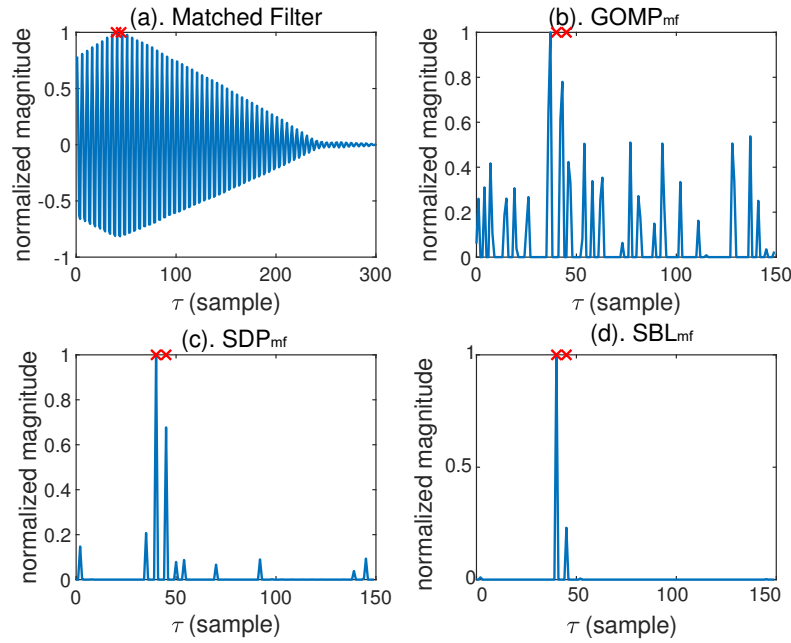 (a). Matched Filter
normalized magnitude
1
0.5
0
-0.5
-1
0 100 200 300
τ (sample)
(b). GOMPmf
normalized magnitude
1
0.8
0.6
0.4
0.2
0
0 50 100 150
τ (sample)
(c). SDPmf
normalized magnitude
1
0.8
0.6
0.4
0.2
0
0 50 100 150
τ (sample)
(d). SBLmf
normalized magnitude
1
0.5
0
0 50 100 150
τ (sample)